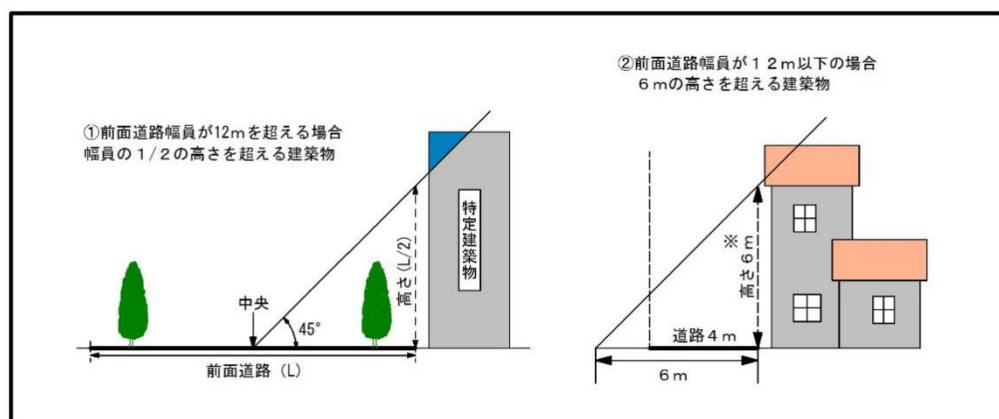 ①前面道路幅員が12mを超える場合
幅員の1/2の高さを超える建築物
中央
45°
高さ(L/2)
特定建築物
前面道路 (L)
②前面道路幅員が12m以下の場合
6mの高さを超える建築物
高さ6m
※
道路4m
6m